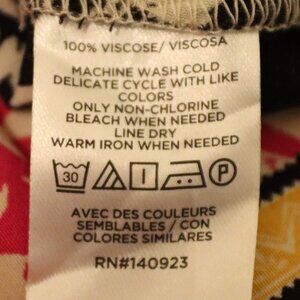 100% VISCOSE/ VISCOSA
MACHINE WASH COLD
DELICATE CYCLE WITH LIKE
COLORS
ONLY NON-CHLORINE
BLEACH WHEN NEEDED
LINE DRY
WARM IRON WHEN NEEDED
30 P
AVEC DES COULEURS
SEMBLABLES / CON
COLORES SIMILARES
RN#140923